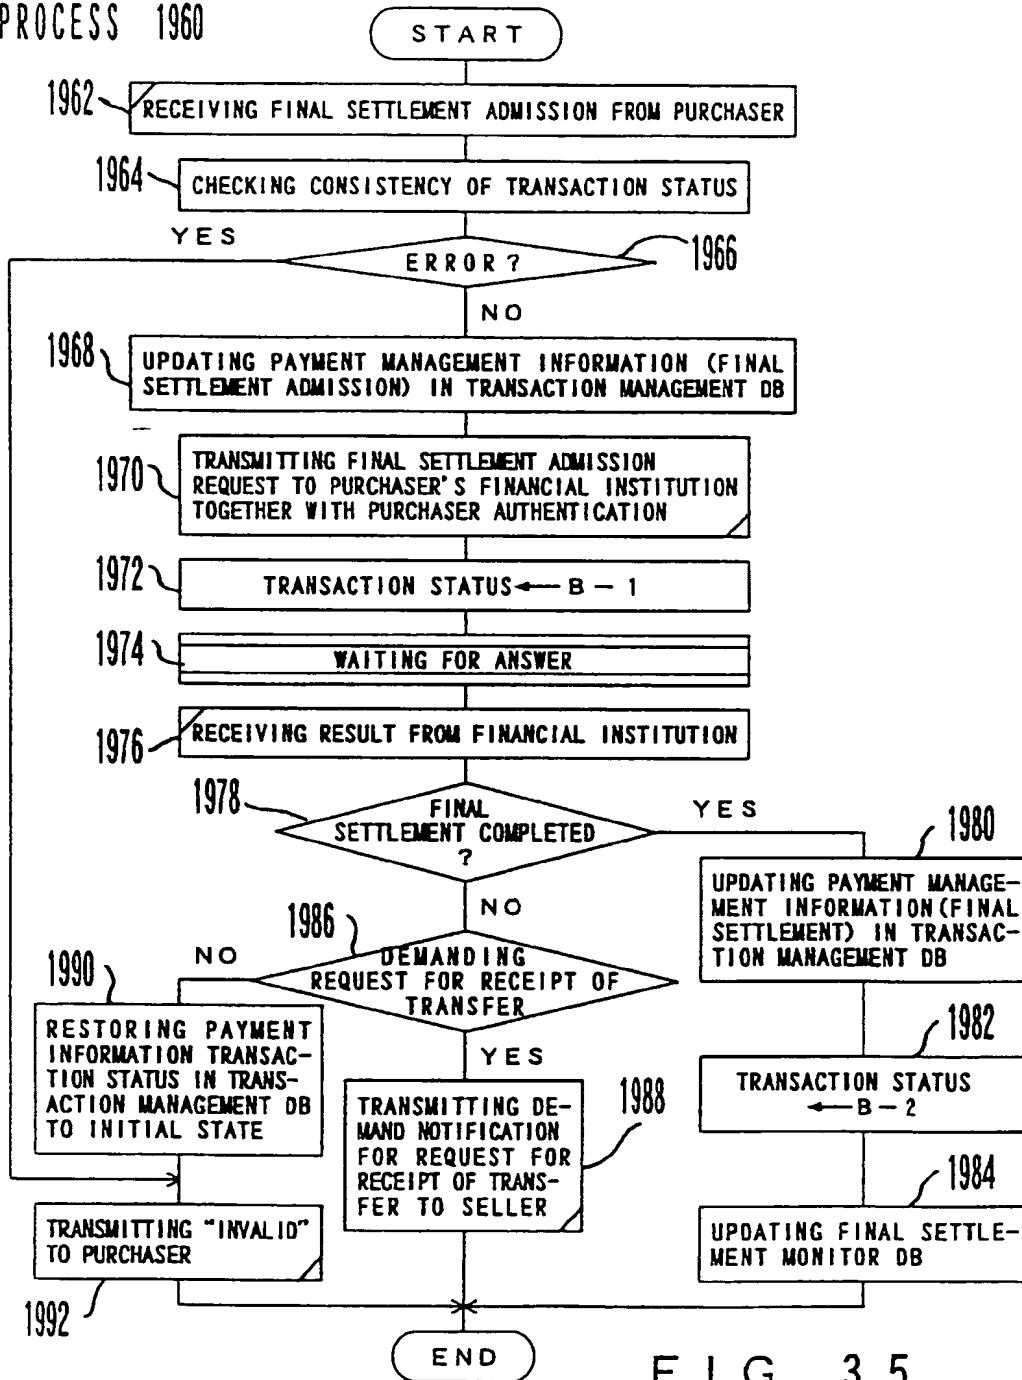 PROCESS 1960
START
1962
RECEIVING FINAL SETTLEMENT ADMISSION FROM PURCHASER
1964
CHECKING CONSISTENCY OF TRANSACTION STATUS
YES
ERROR?
1966
NO
1968
UPDATING PAYMENT MANAGEMENT INFORMATION (FINAL
SETTLEMENT ADMISSION) IN TRANSACTION MANAGEMENT DB
1970
TRANSMITTING FINAL SETTLEMENT ADMISSION
REQUEST TO PURCHASER'S FINANCIAL INSTITUTION
TOGETHER WITH PURCHASER AUTHENTICATION
1972
TRANSACTION STATUS ← B - 1
1974
WAITING FOR ANSWER
1976
RECEIVING RESULT FROM FINANCIAL INSTITUTION
1978
FINAL
SETTLEMENT COMPLETED
?
YES
1980
UPDATING PAYMENT MANAGE-
MENT INFORMATION (FINAL
SETTLEMENT) IN TRANSAC-
TION MANAGEMENT DB
NO
1986
DEMANDING
REQUEST FOR RECEIPT OF
TRANSFER
NO
1990
RESTORING PAYMENT
INFORMATION TRANSAC-
TION STATUS IN TRANS-
ACTION MANAGEMENT DB
TO INITIAL STATE
YES
1988
TRANSMITTING DE-
MAND NOTIFICATION
FOR REQUEST FOR
RECEIPT OF TRANS-
FER TO SELLER
1982
TRANSACTION STATUS
← B - 2
1984
UPDATING FINAL SETTLE-
MENT MONITOR DB
TRANSMITTING "INVALID"
TO PURCHASER
1992
END
FIG. 35